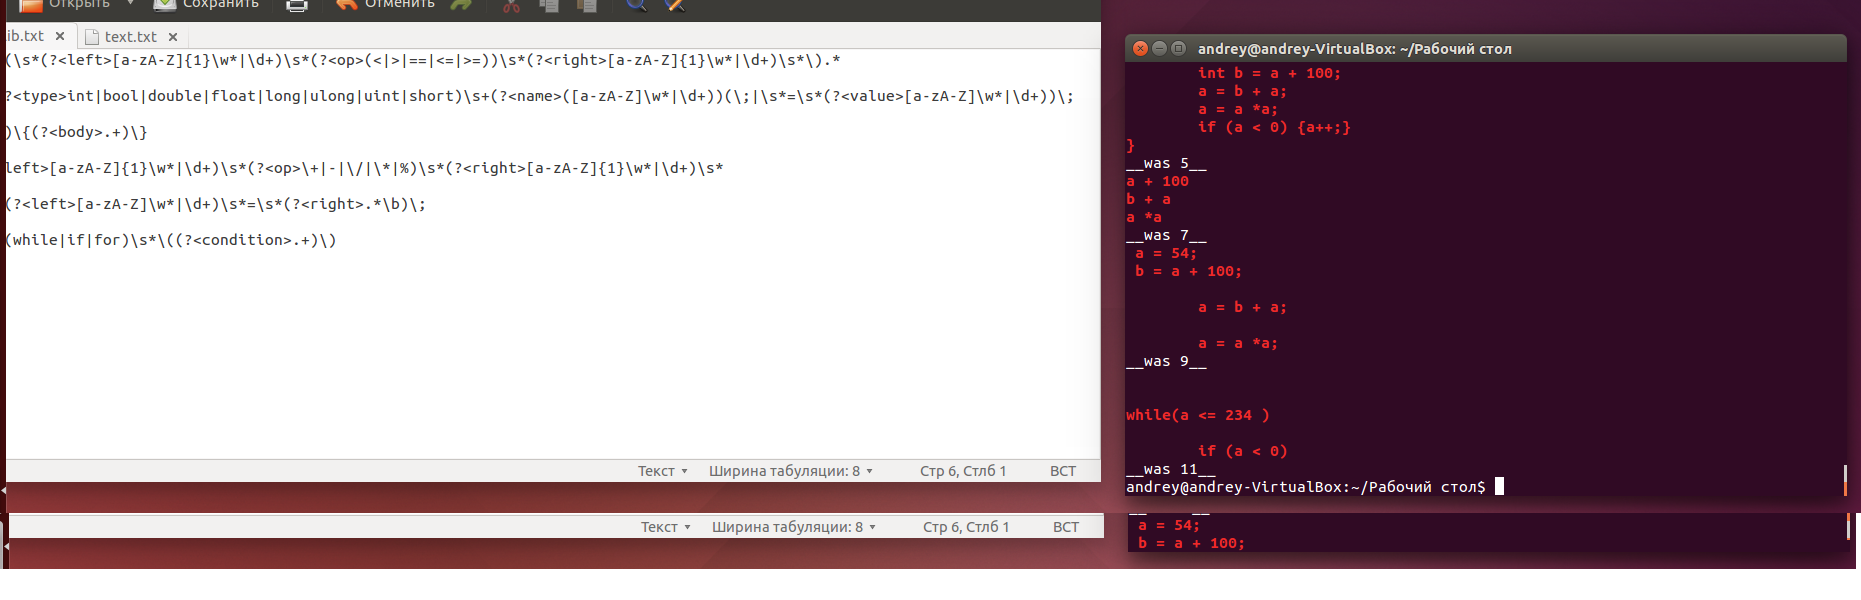 Открыть Сохранить Отменить
ib.txt × text.txt ×
(\s*(?<left>[a-zA-Z]{1}\w*|\d+)\s*(?<op>(<|>|==|<=|>=))\s*(?<right>[a-zA-Z]{1}\w*|\d+)\s*\).*
?<type>int|bool|double|float|long|ulong|uint|short)\s+(?<name>([a-zA-Z]\w*|\d+))(\;|\s*=\s*(?<value>[a-zA-Z]\w*|\d+))\;
)\{(?<body>.+)\}
left>[a-zA-Z]{1}\w*|\d+)\s*(?<op>\+|-|\/|\*|%)\s*(?<right>[a-zA-Z]{1}\w*|\d+)\s*
(?<left>[a-zA-Z]\w*|\d+)\s*=\s*(?<right>.*\b)\;
(while|if|for)\s*\((?<condition>.+)\)
Текст Ширина табуляции: 8 Стр 6, Стлб 1 ВСТ
andrey@andrey-VirtualBox: ~/Рабочий стол
int b = a + 100;
a = b + a;
a = a *a;
if (a < 0) {a++;}
}
__was 5__
a + 100
b + a
a *a
__was 7__
a = 54;
b = a + 100;
a = b + a;
a = a *a;
__was 9__
while(a <= 234 )
if (a < 0)
__was 11__
andrey@andrey-VirtualBox:~/Рабочий стол$
Текст Ширина табуляции: 8 Стр 6, Стлб 1 ВСТ
a = 54;
b = a + 100;